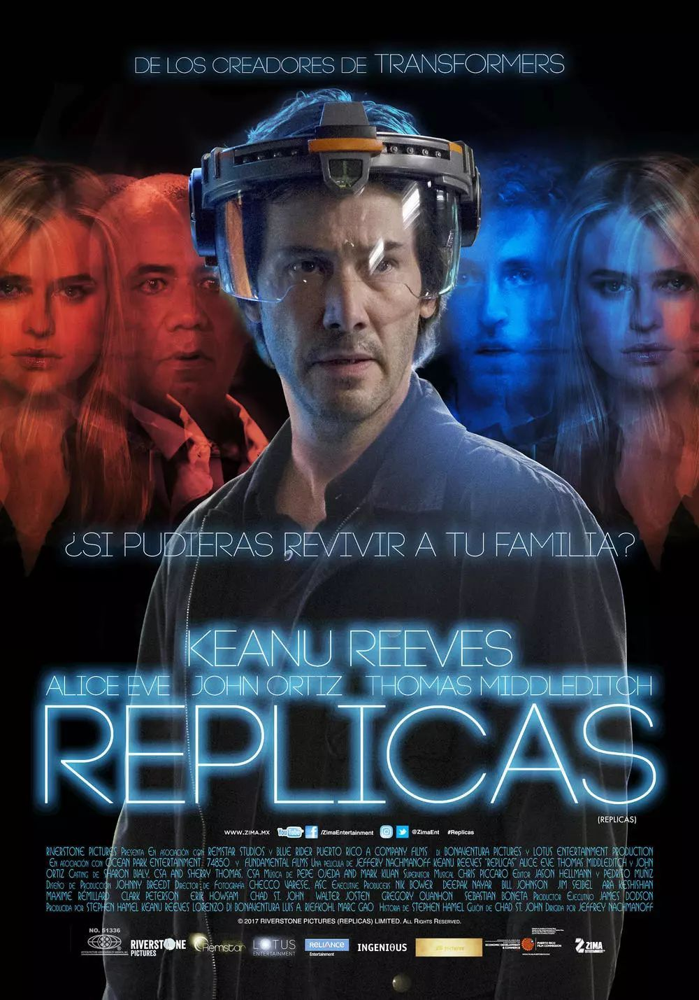 DE LOS CREADORES DE TRANSFORMERS
¿SI PUDIERAS REVIVIR A TU FAMILIA?
KEANU REEVES
ALICE EVE JOHN ORTIZ THOMAS MIDDLEDITCH
REPLICAS
(REPLICAS)
WWW.ZIMA.MX YouTube f /ZimaEntertainment @ZimaEnt #Replicas
RIVERSTONE PICTURES PRESENTA EN ASOCIACIÓN CON REMSTAR STUDIOS Y BLUE RIDER PUERTO RICO A COMPANY FILMS DI BONAVENTURA PICTURES Y LOTUS ENTERTAINMENT PRODUCTION
EN ASOCIACIÓN CON OCEAN PARK ENTERTAINMENT 74850 Y FUNDAMENTAL FILMS UNA PELICULA DE JEFFERY NACHMANOFF KEANU REEVES "REPLICAS" ALICE EVE THOMAS MIDDLEDITCH Y JOHN
ORTIZ CASTING DE SHARON BIALY, CSA AND SHERRY THOMAS, CSA MÚSICA DE PEPE OJEDA AND MARK KILIAN SUPERVISOR MUSICAL CHRIS PICCARO EDITOR JASON HELLMANN Y PEDRITO MUÑIZ
DISEÑO DE PRODUCCIÓN JOHNNY BREEDT DIRECTOR DE FOTOGRAFÍA CHECCO VARESE, ASC EXECUTIVE PRODUCERS NIK BOWER DEEPAK NAYAR BILL JOHNSON JIM SEIBEL ARA KESHISHIAN
MAXIME RÉMILLARD CLARK PETERSON ERIK HOWSAM CHAD ST. JOHN WALTER JOSTEN GREGORY OUANHON SEBASTIAN BONETA PRODUCTOR EJECUTIVO JAMES DODSON
PRODUCIDA POR STEPHEN HAMEL KEANU REEVES LORENZO DI BONAVENTURA LUIS A. RIEFKOHL MARC GAO HISTORIA DE STEPHEN HAMEL GUIÓN DE CHAD ST. JOHN DIRIGIDA POR JEFFREY NACHMANOFF
© 2017 RIVERSTONE PICTURES (REPLICAS) LIMITED. ALL RIGHTS RESERVED.
NO. 51336
RIVERSTONE PICTURES
Remstar
LOTUS ENTERTAINMENT
RELIANCE Entertainment
INGENIOUS
ECONOMIC DEVELOPMENT & COMMERCE
PUERTO RICO FILM COMMISSION
ZIMA ENTERTAINMENT